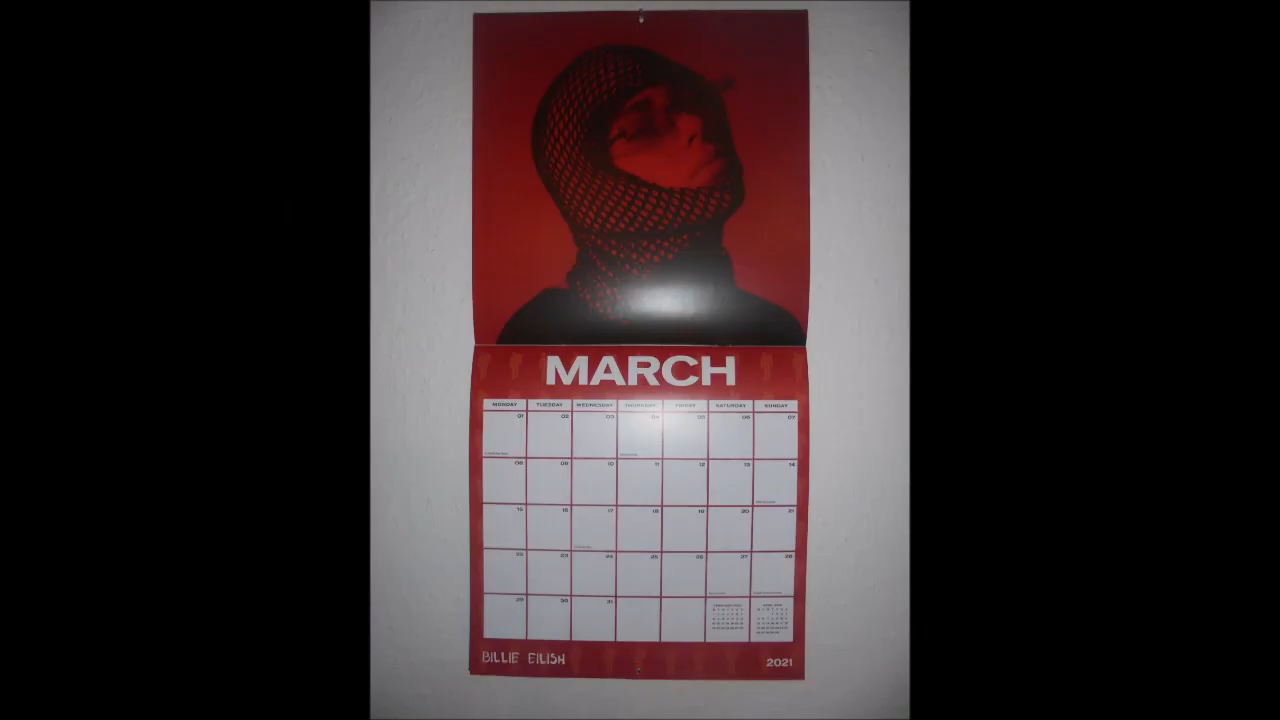 MARCH
MONDAY TUESDAY WEDNESDAY THURSDAY FRIDAY SATURDAY SUNDAY
01 02 03 04 05 06 07
08 09 10 11 12 13 14
15 16 17 18 19 20 21
22 23 24 25 26 27 28
29 30 31
BILLIE EILISH
2021